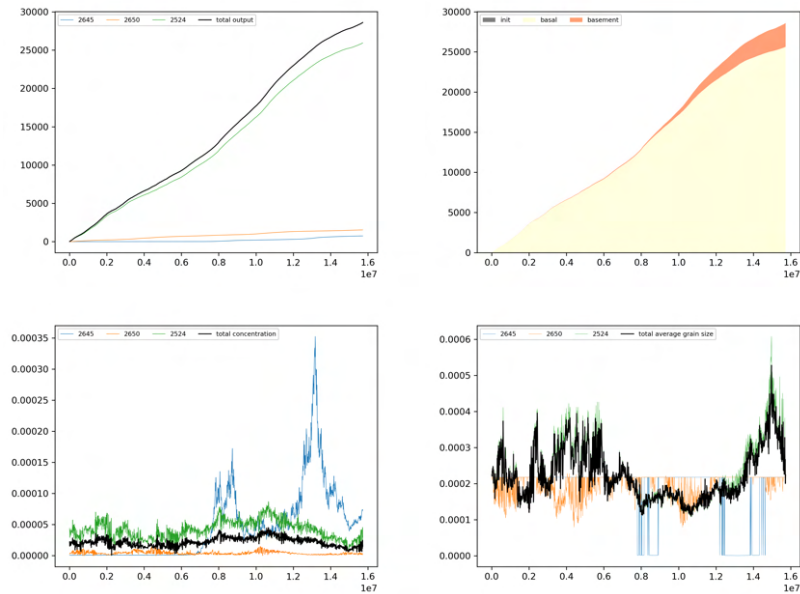 30000
25000
20000
15000
10000
5000
0
2645 2650 2524 total output
0.0 0.2 0.4 0.6 0.8 1.0 1.2 1.4 1.6
1e7
30000
25000
20000
15000
10000
5000
0
init basal basement
0.0 0.2 0.4 0.6 0.8 1.0 1.2 1.4 1.6
1e7
0.00035
0.00030
0.00025
0.00020
0.00015
0.00010
0.00005
0.00000
2645 2650 2524 total concentration
0.0 0.2 0.4 0.6 0.8 1.0 1.2 1.4 1.6
1e7
0.0006
0.0005
0.0004
0.0003
0.0002
0.0001
0.0000
2645 2650 2524 total average grain size
0.0 0.2 0.4 0.6 0.8 1.0 1.2 1.4 1.6
1e7